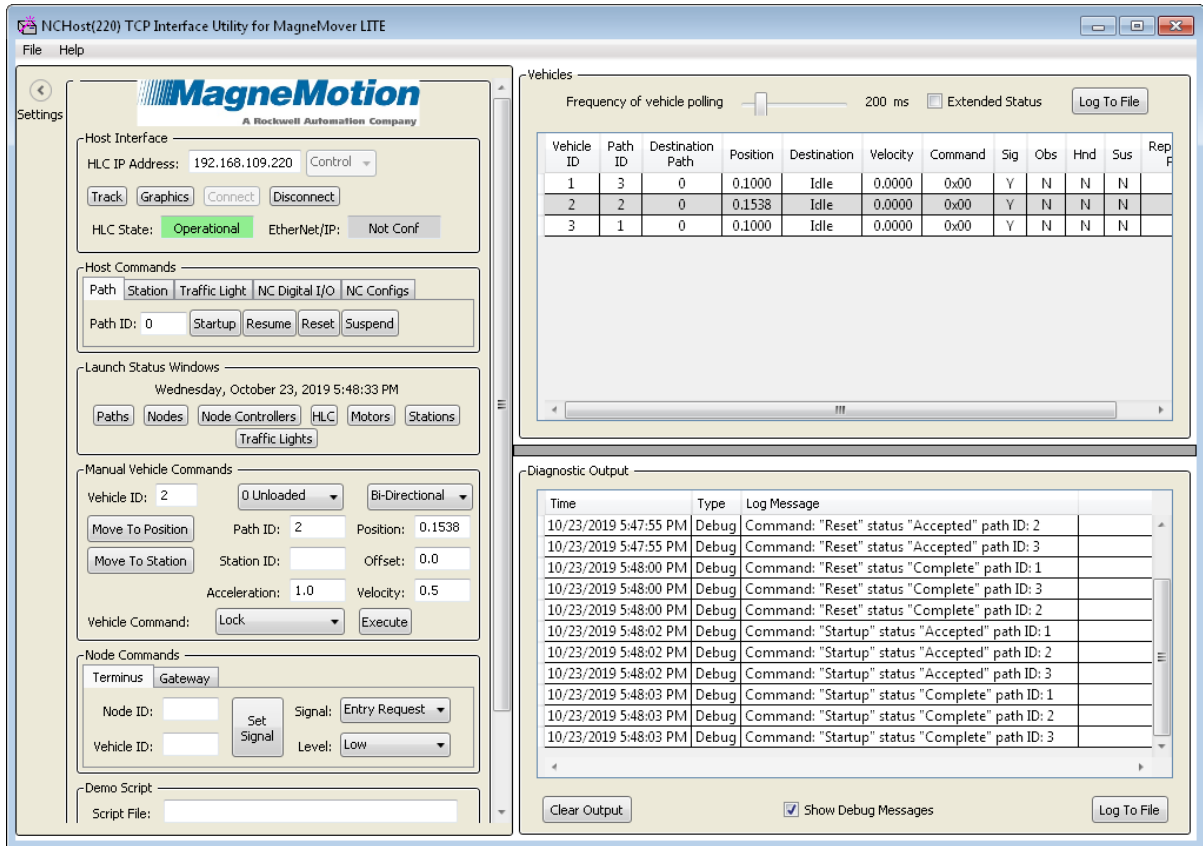 NCHost(220) TCP Interface Utility for MagneMover LITE
File Help
Settings
MagneMotion
A Rockwell Automation Company
Host Interface
HLC IP Address: 192.168.109.220 Control
Track Graphics Connect Disconnect
HLC State: Operational EtherNet/IP: Not Conf
Host Commands
Path Station Traffic Light NC Digital I/O NC Configs
Path ID: 0 Startup Resume Reset Suspend
Launch Status Windows
Wednesday, October 23, 2019 5:48:33 PM
Paths Nodes Node Controllers HLC Motors Stations
Traffic Lights
Manual Vehicle Commands
Vehicle ID: 2 0 Unloaded Bi-Directional
Move To Position Path ID: 2 Position: 0.1538
Move To Station Station ID: Offset: 0.0
Acceleration: 1.0 Velocity: 0.5
Vehicle Command: Lock Execute
Node Commands
Terminus Gateway
Node ID: Set Signal Signal: Entry Request
Vehicle ID: Level: Low
Demo Script
Script File:
Vehicles
Frequency of vehicle polling 200 ms Extended Status Log To File
Vehicle ID Path ID Destination Path Position Destination Velocity Command Sig Obs Hnd Sus Rep
1 3 0 0.1000 Idle 0.0000 0x00 Y N N N
2 2 0 0.1538 Idle 0.0000 0x00 Y N N N
3 1 0 0.1000 Idle 0.0000 0x00 Y N N N
Diagnostic Output
Time Type Log Message
10/23/2019 5:47:55 PM Debug Command: "Reset" status "Accepted" path ID: 2
10/23/2019 5:47:55 PM Debug Command: "Reset" status "Accepted" path ID: 3
10/23/2019 5:48:00 PM Debug Command: "Reset" status "Complete" path ID: 1
10/23/2019 5:48:00 PM Debug Command: "Reset" status "Complete" path ID: 3
10/23/2019 5:48:00 PM Debug Command: "Reset" status "Complete" path ID: 2
10/23/2019 5:48:02 PM Debug Command: "Startup" status "Accepted" path ID: 1
10/23/2019 5:48:02 PM Debug Command: "Startup" status "Accepted" path ID: 2
10/23/2019 5:48:02 PM Debug Command: "Startup" status "Accepted" path ID: 3
10/23/2019 5:48:03 PM Debug Command: "Startup" status "Complete" path ID: 1
10/23/2019 5:48:03 PM Debug Command: "Startup" status "Complete" path ID: 2
10/23/2019 5:48:03 PM Debug Command: "Startup" status "Complete" path ID: 3
Clear Output Show Debug Messages Log To File